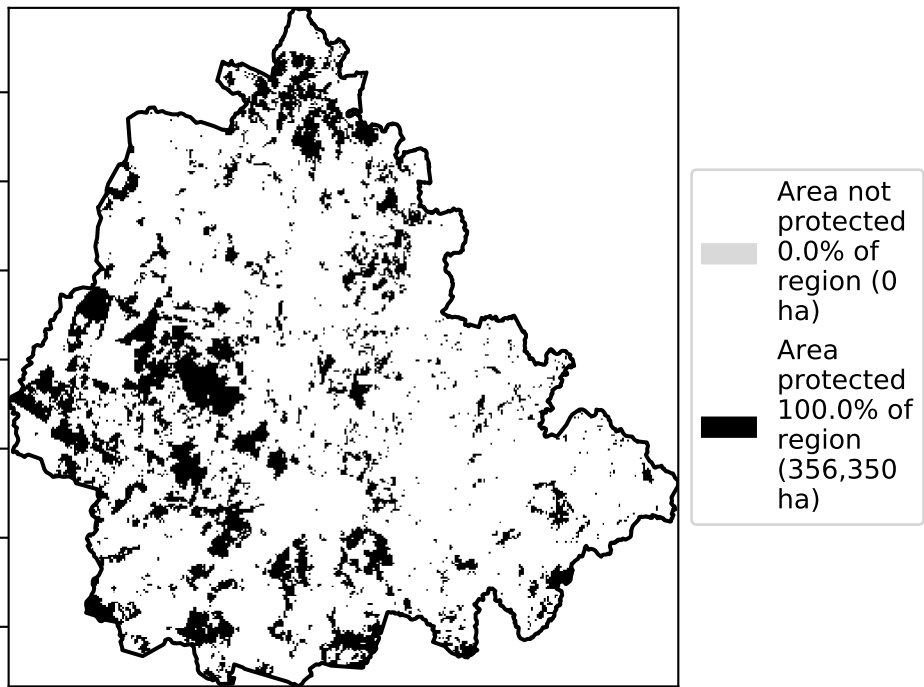 Area not
protected
0.0% of
region (0
ha)
Area
protected
100.0% of
region
(356,350
ha)